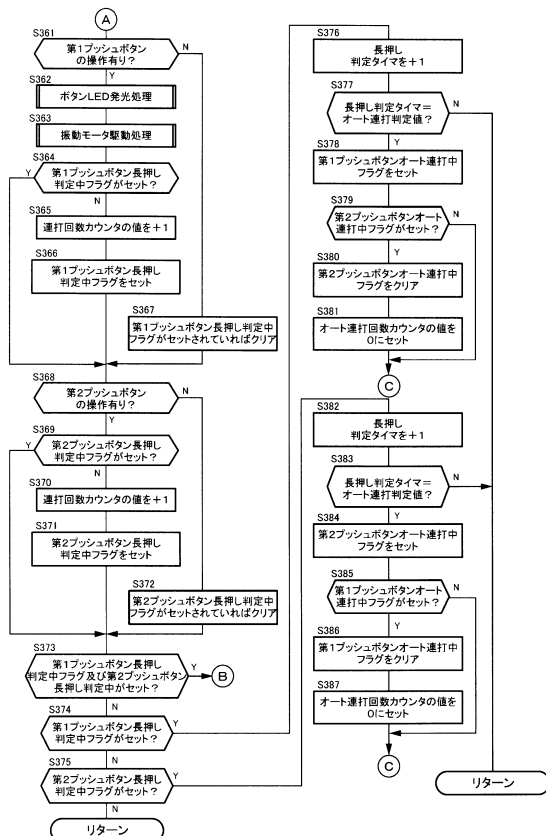 A
S361
第1プッシュボタン
の操作有り?
N
Y
S362
ボタンLED発光処理
S363
振動モータ駆動処理
S364
Y
第1プッシュボタン長押し
判定中フラグがセット?
N
S365
連打回数カウンタの値を+1
S366
第1プッシュボタン長押し
判定中フラグをセット
S367
第1プッシュボタン長押し判定中
フラグがセットされていればクリア
S368
第2プッシュボタン
の操作有り?
N
Y
S369
Y
第2プッシュボタン長押し
判定中フラグがセット?
N
S370
連打回数カウンタの値を+1
S371
第2プッシュボタン長押し
判定中フラグをセット
S372
第2プッシュボタン長押し判定中
フラグがセットされていればクリア
S373
第1プッシュボタン長押し
判定中フラグ及び第2プッシュボタン
長押し判定中がセット?
Y
B
N
S374
第1プッシュボタン長押し
判定中フラグがセット?
Y
N
S375
第2プッシュボタン長押し
判定中フラグがセット?
Y
N
リターン
S376
長押し
判定タイマを+1
S377
長押し判定タイマ=
オート連打判定値?
N
Y
S378
第1プッシュボタンオート連打中
フラグをセット
S379
第2プッシュボタンオート
連打中フラグがセット?
N
Y
S380
第2プッシュボタンオート連打中
フラグをクリア
S381
オート連打回数カウンタの値を
0にセット
C
S382
長押し
判定タイマを+1
S383
長押し判定タイマ=
オート連打判定値?
N
Y
S384
第2プッシュボタンオート連打中
フラグをセット
S385
第1プッシュボタンオート
連打中フラグがセット?
N
Y
S386
第1プッシュボタンオート連打中
フラグをクリア
S387
オート連打回数カウンタの値を
0にセット
C
リターン